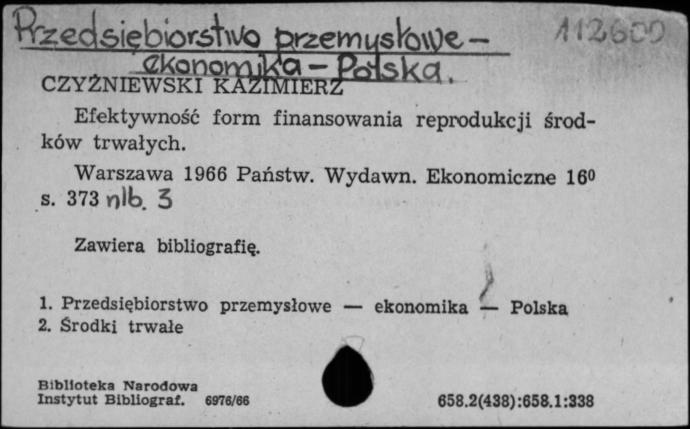 Przedsiębiorstwo przemysłowe – 112600
ekonomika – Polska.
CZYŻNIEWSKI KAZIMIERZ
Efektywność form finansowania reprodukcji środ-
ków trwałych.
Warszawa 1966 Państw. Wydawn. Ekonomiczne 16⁰
s. 373 nlb. 3
Zawiera bibliografię.
1. Przedsiębiorstwo przemysłowe — ekonomika — Polska
2. Środki trwałe
Biblioteka Narodowa
Instytut Bibliograf. 6976/66 658.2(438):658.1:338